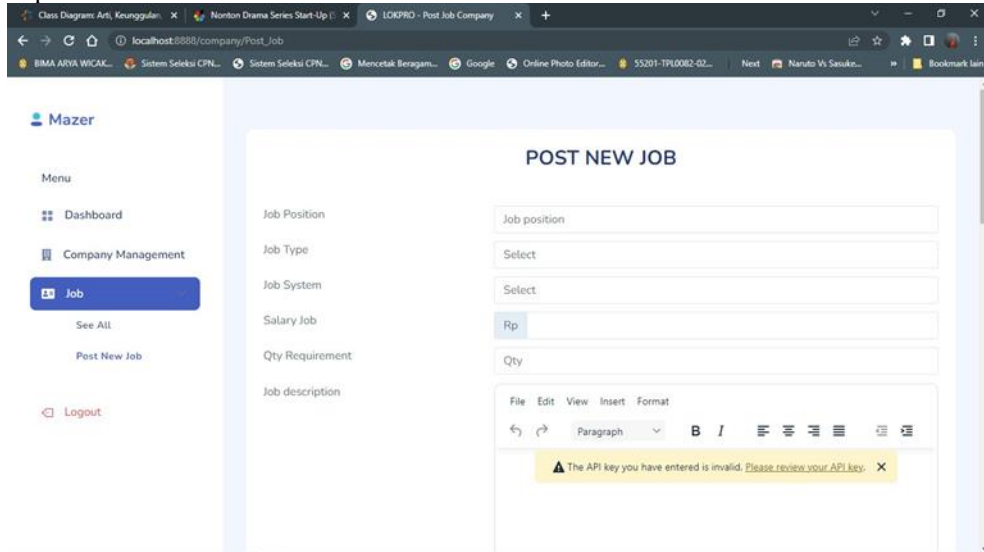 Class Diagram: Arti, Keunggulan,
Nonton Drama Series Start-Up (
LOKPRO - Post Job Company
localhost:8888/company/Post_Job
BIMA ARYA WICAK...
Sistem Seleksi CPN...
Sistem Seleksi CPN...
Mencetak Beragam...
Google
Online Photo Editor...
55201-TPL0082-02...
Next
Naruto Vs Sasuke...
»
Bookmark lain
Mazer
POST NEW JOB
Menu
Dashboard
Company Management
Job
See All
Post New Job
Logout
Job Position
Job position
Job Type
Select
Job System
Select
Salary Job
Rp
Qty Requirement
Qty
Job description
File Edit View Insert Format
Paragraph B I
The API key you have entered is invalid. Please review your API key.